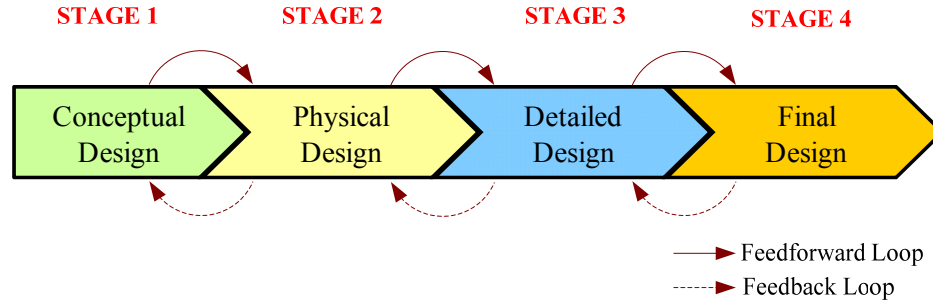 STAGE 1 STAGE 2 STAGE 3 STAGE 4
Conceptual
Design
Physical
Design
Detailed
Design
Final
Design
Feedforward Loop
Feedback Loop